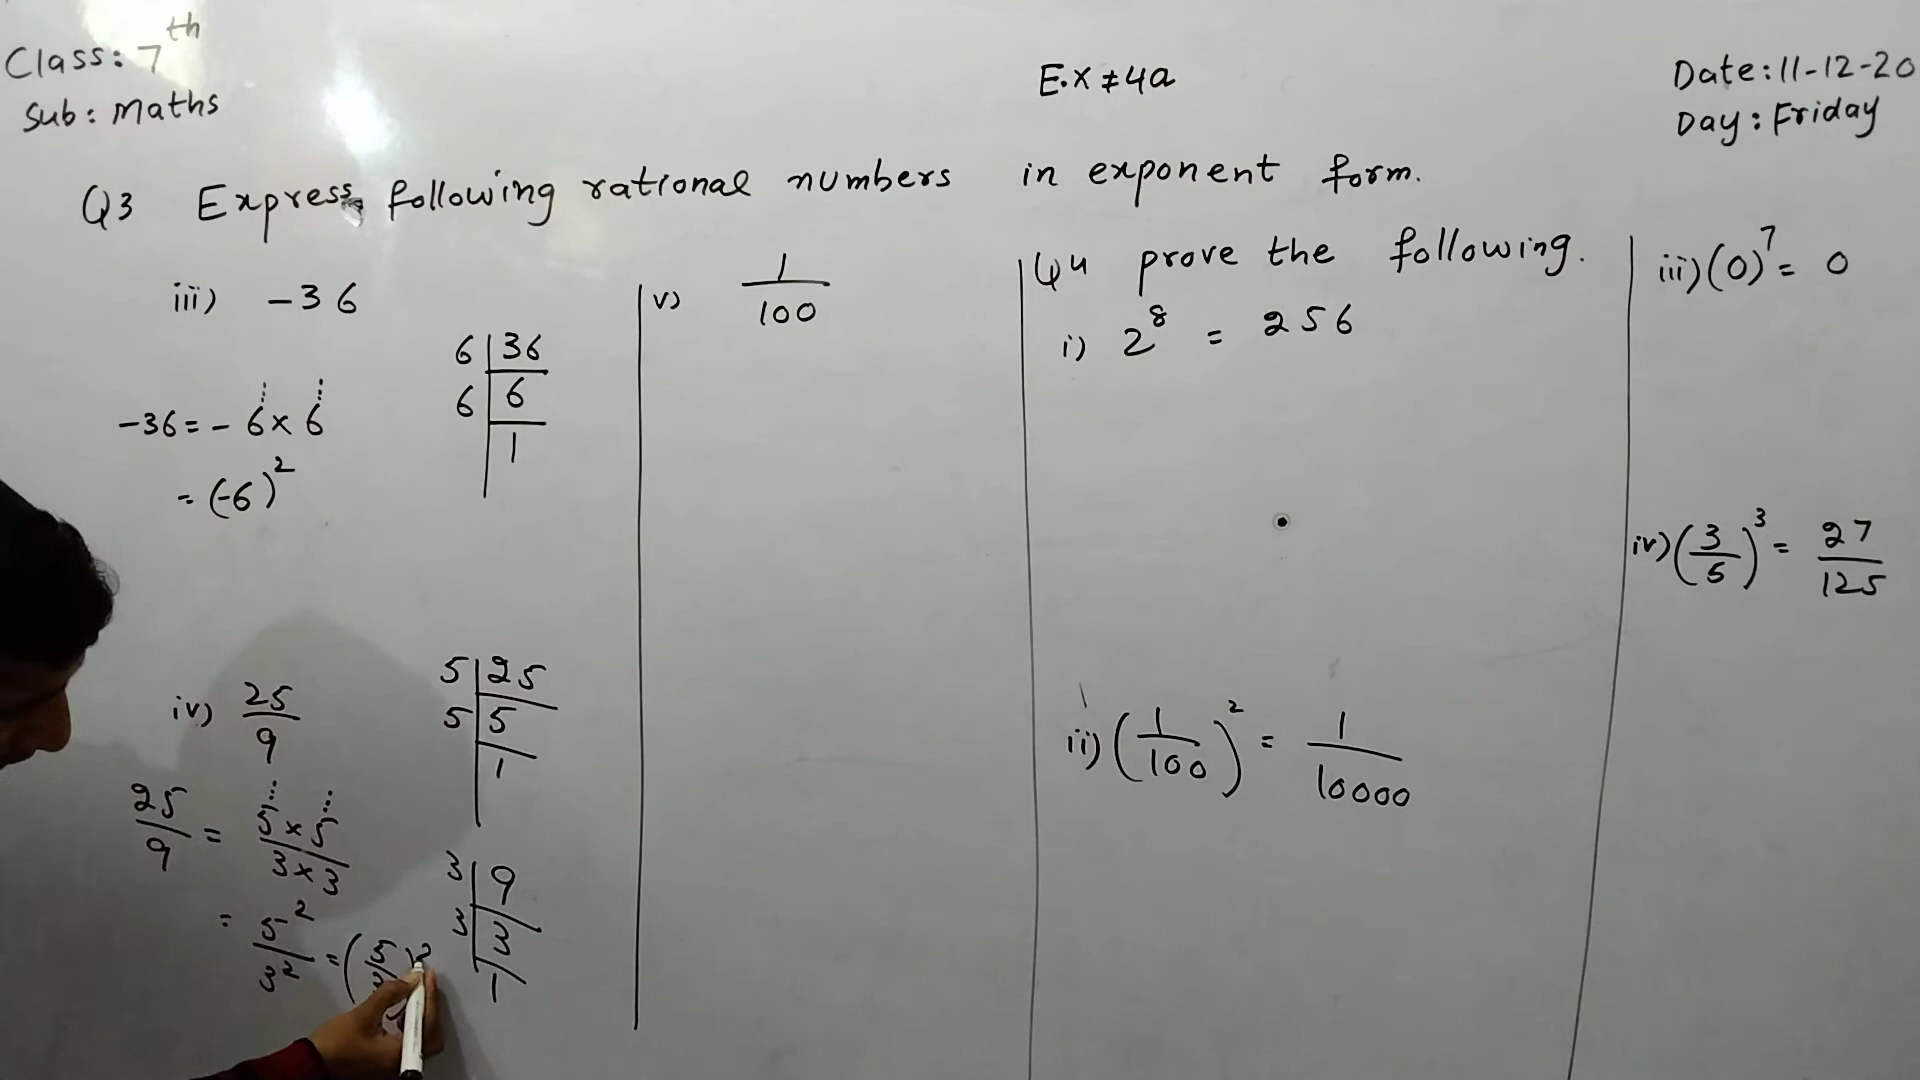 Class: 7th
Sub: Maths
E.X ≠ 4a
Date: 11-12-20
Day: Friday
Q3 Express following rational numbers in exponent form.
iii) -36
6 | 36
6 | 6
1
-36 = - 6 × 6
= (-6)²
iv) 25/9
5 | 25
5 | 5
1
25/9 = 5×5/3×3
3 | 9
3 | 3
1
= 5²/3² = (5/3)²
v) 1/100
Q4 prove the following.
i) 2⁸ = 256
ii) (1/100)² = 1/10000
iii) (0)⁷ = 0
iv) (3/5)³ = 27/125